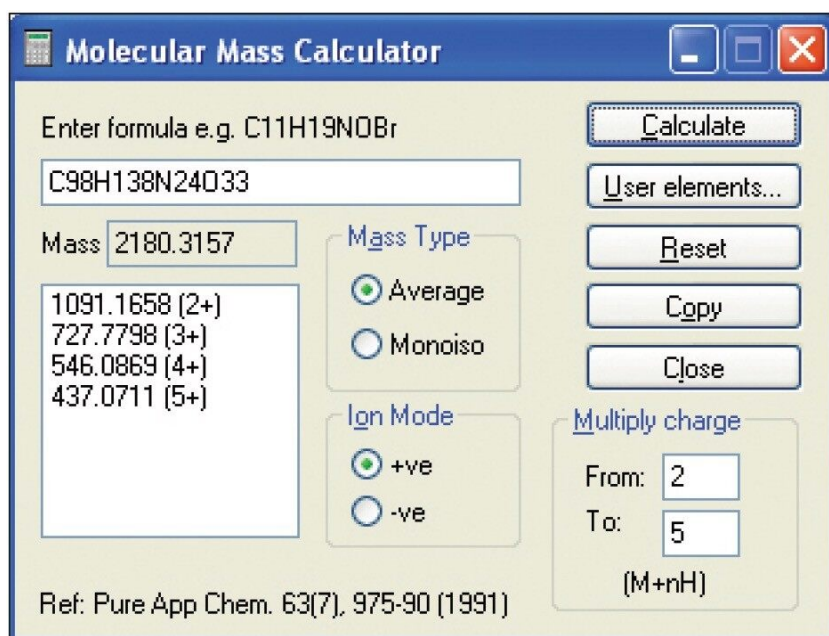 Molecular Mass Calculator
Enter formula e.g. C11H19NOBr
C98H138N24O33
Mass 2180.3157
1091.1658 (2+)
727.7798 (3+)
546.0869 (4+)
437.0711 (5+)
Mass Type
Average
Monoiso
Ion Mode
+ve
-ve
Calculate
User elements...
Reset
Copy
Close
Multiply charge
From: 2
To: 5
(M+nH)
Ref: Pure App Chem. 63(7), 975-90 (1991)